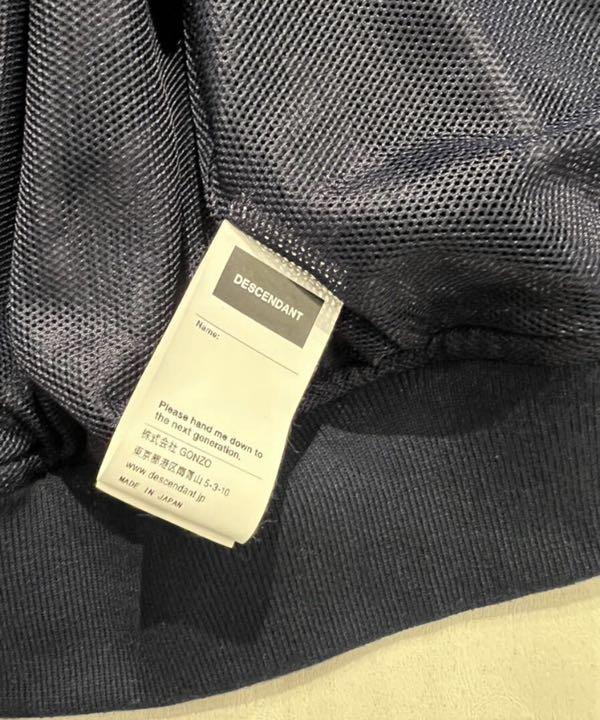 DESCENDANT
Name:
Please hand me down to
the next generation.
株式会社 GONZO
東京都港区南青山 5-3-10
www.descendant.jp
MADE IN JAPAN